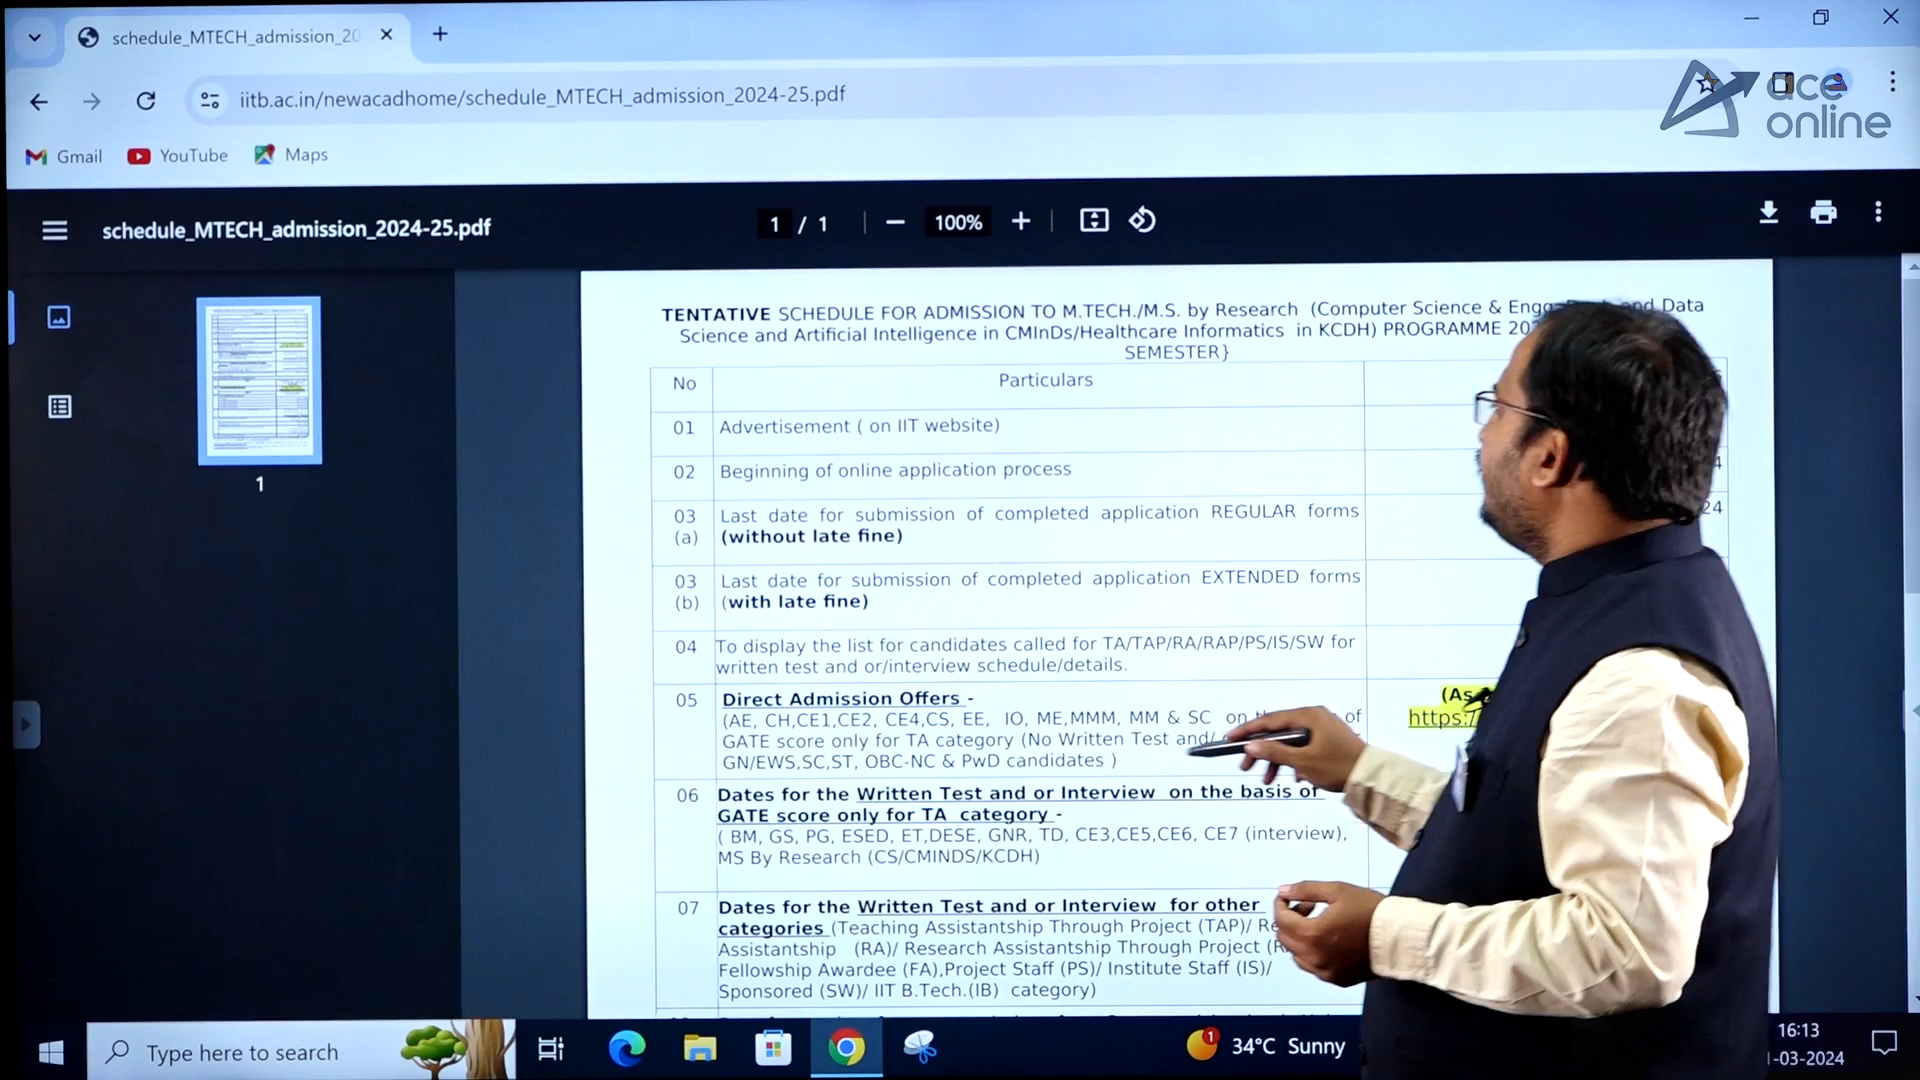 schedule_MTECH_admission_20
iitb.ac.in/newacadhome/schedule_MTECH_admission_2024-25.pdf
ace
online
Gmail
YouTube
Maps
schedule_MTECH_admission_2024-25.pdf
1 / 1
100%
1
TENTATIVE SCHEDULE FOR ADMISSION TO M.TECH./M.S. by Research (Computer Science & Engg and Data
Science and Artificial Intelligence in CMInDs/Healthcare Informatics in KCDH) PROGRAMME 20
SEMESTER}
No Particulars
01 Advertisement ( on IIT website)
02 Beginning of online application process
03 Last date for submission of completed application REGULAR forms 24
(a) (without late fine)
03 Last date for submission of completed application EXTENDED forms
(b) (with late fine)
04 To display the list for candidates called for TA/TAP/RA/RAP/PS/IS/SW for
written test and or/interview schedule/details.
05 Direct Admission Offers - (As
(AE, CH,CE1,CE2, CE4,CS, EE, IO, ME,MMM, MM & SC on of https:/
GATE score only for TA category (No Written Test and/
GN/EWS,SC,ST, OBC-NC & PwD candidates )
06 Dates for the Written Test and or Interview on the basis of
GATE score only for TA category -
( BM, GS, PG, ESED, ET,DESE, GNR, TD, CE3,CE5,CE6, CE7 (interview),
MS By Research (CS/CMINDS/KCDH)
07 Dates for the Written Test and or Interview for other
categories (Teaching Assistantship Through Project (TAP)/ Re
Assistantship (RA)/ Research Assistantship Through Project (R
Fellowship Awardee (FA),Project Staff (PS)/ Institute Staff (IS)/
Sponsored (SW)/ IIT B.Tech.(IB) category)
Type here to search
1
34°C Sunny
16:13
-03-2024